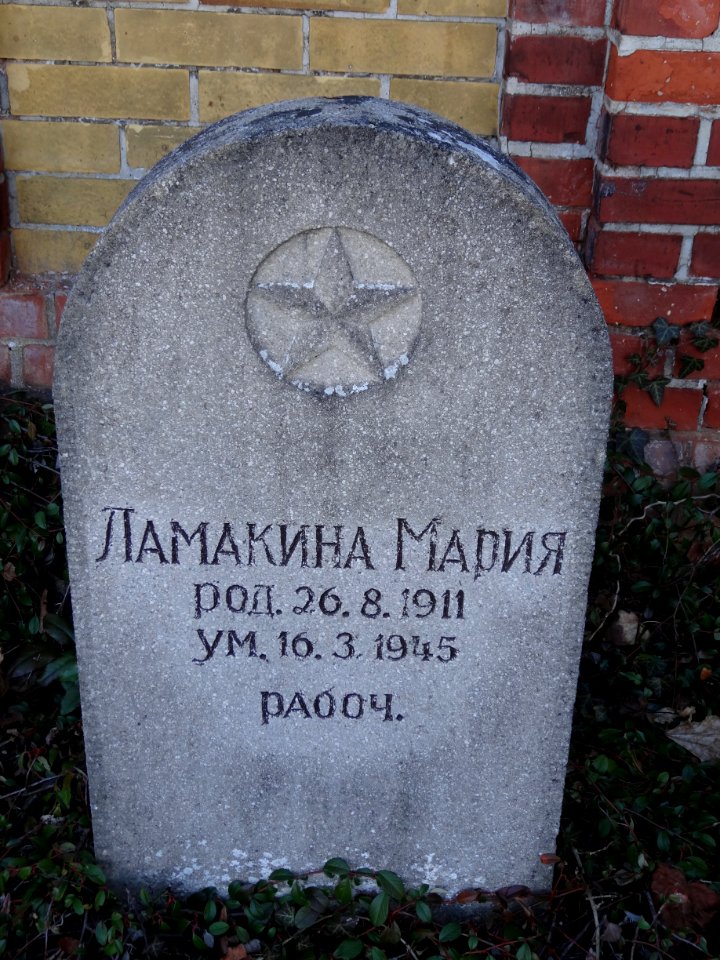 Ламакина Мария
род. 26. 8. 1911
ум. 16. 3. 1945
рабоч.